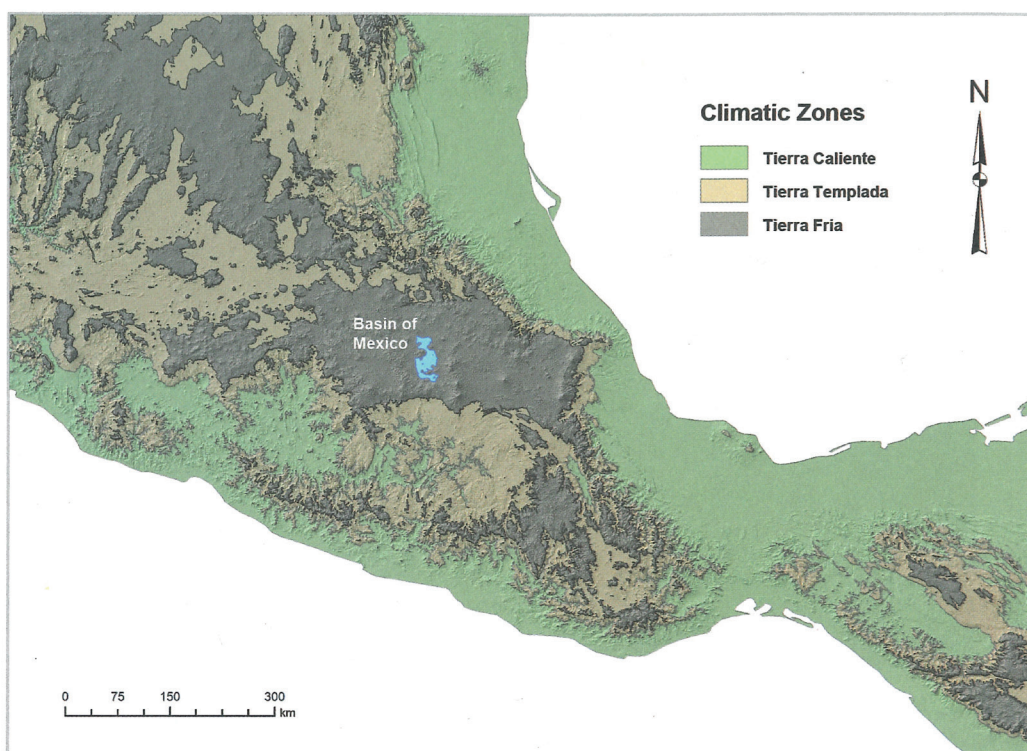 N
Climatic Zones
Tierra Caliente
Tierra Templada
Tierra Fria
Basin of
Mexico
0 75 150 300
km